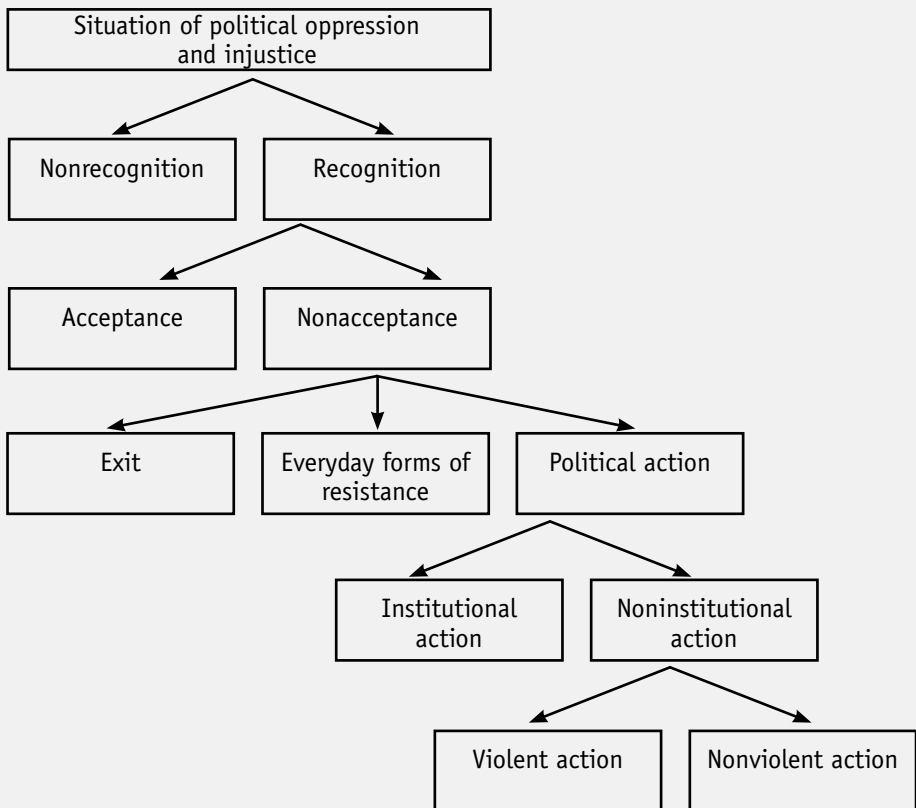 Situation of political oppression
and injustice
Nonrecognition
Recognition
Acceptance
Nonacceptance
Exit
Everyday forms of
resistance
Political action
Institutional
action
Noninstitutional
action
Violent action
Nonviolent action